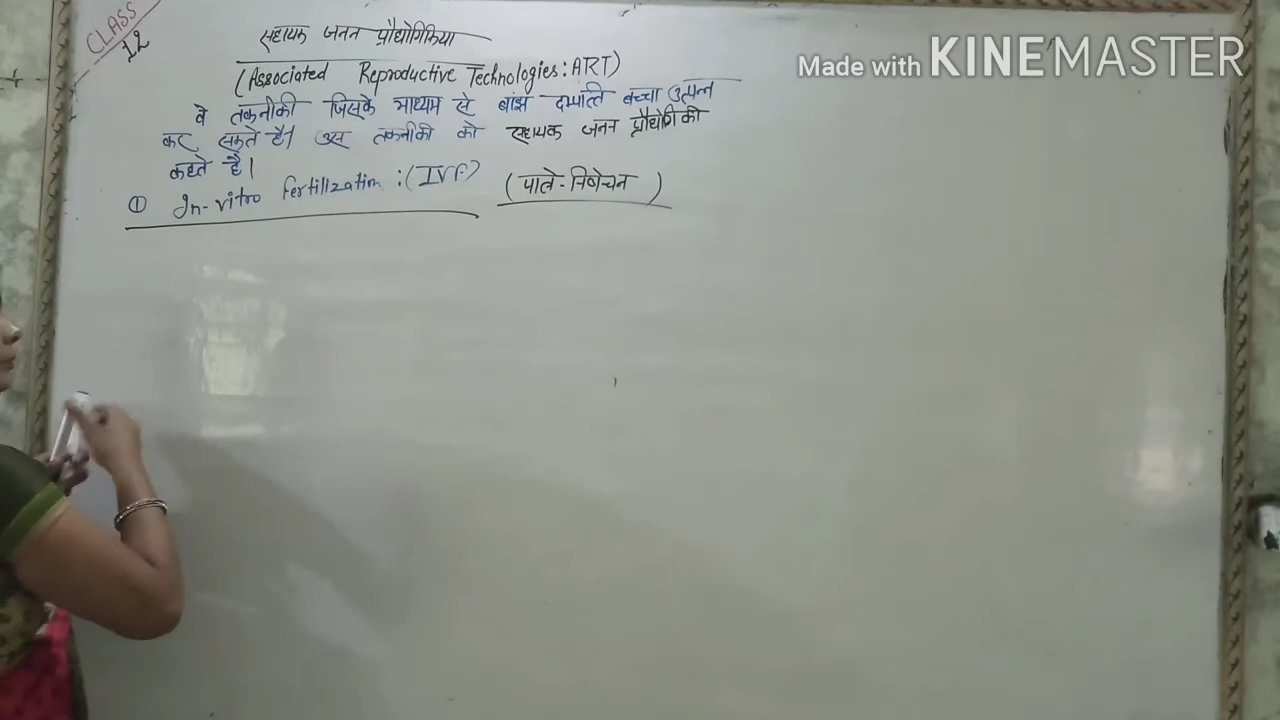 CLASS
12
Made with KINEMASTER
सहायक जनन प्रौद्योगिकिया
(Associated Reproductive Technologies: ART)
वे तकनीकी जिसके माध्यम से बांझ दम्पत्ति बच्चा उत्पन्न
कर सकते है। उस तकनीकी को सहायक जनन प्रौद्योगिकी
कहते है।
① In-vitro fertilization :(IVF) (पात्रे-निषेचन)